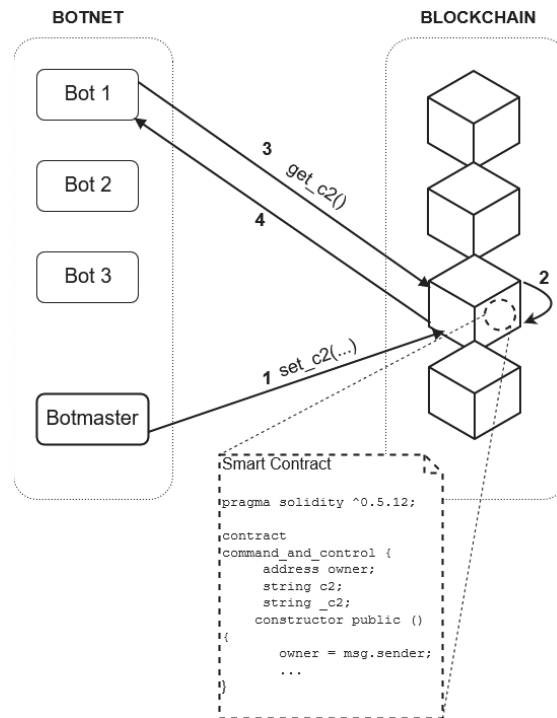 BOTNET
BLOCKCHAIN
Bot 1
Bot 2
Bot 3
Botmaster
3
get_c2()
4
2
1
set_c2(...)
Smart Contract
pragma solidity ^0.5.12;
contract
command_and_control {
address owner;
string c2;
string _c2;
constructor public ()
{
owner = msg.sender;
...
}